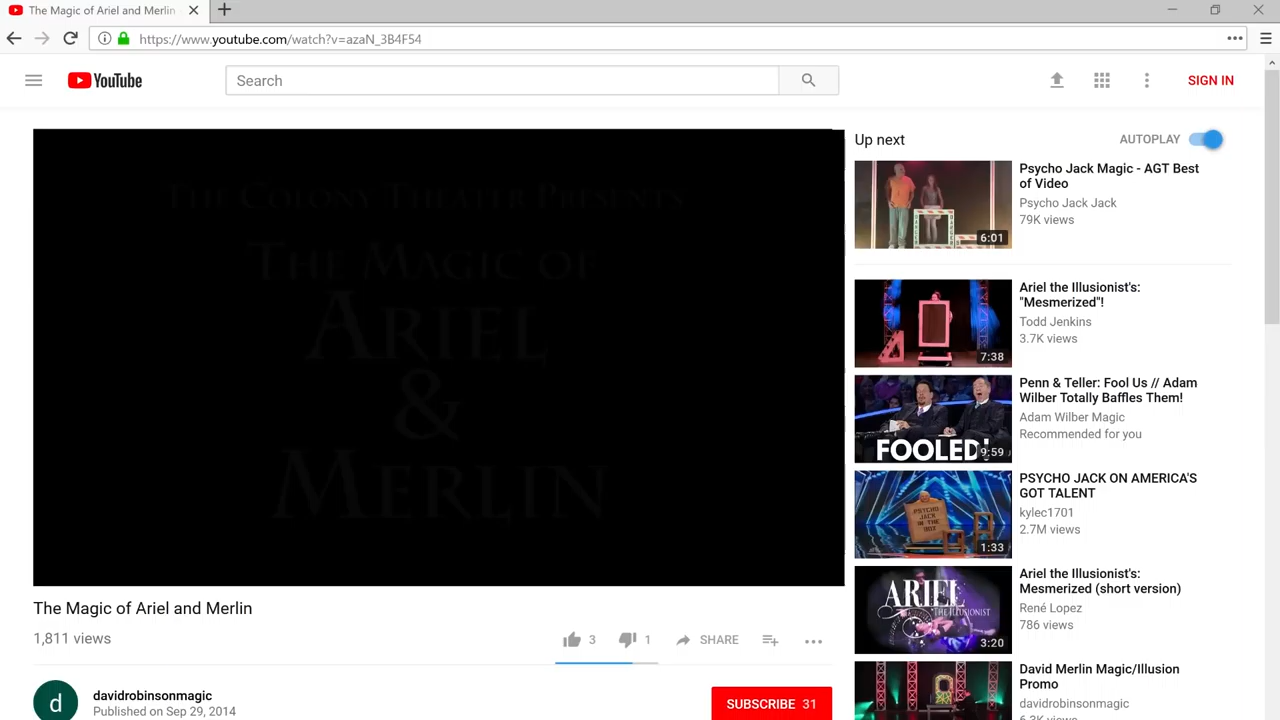 The Magic of Ariel and Merlin
https://www.youtube.com/watch?v=azaN_3B4F54
YouTube
Search
SIGN IN
THE COLONY THEATER PRESENTS
THE MAGIC OF
ARIEL
&
MERLIN
The Magic of Ariel and Merlin
1,811 views
3
1
SHARE
davidrobinsonmagic
Published on Sep 29, 2014
d
SUBSCRIBE 31
Up next
AUTOPLAY
Psycho Jack Magic - AGT Best
of Video
Psycho Jack Jack
79K views
6:01
Ariel the Illusionist's:
"Mesmerized"!
Todd Jenkins
3.7K views
7:38
Penn & Teller: Fool Us // Adam
Wilber Totally Baffles Them!
Adam Wilber Magic
Recommended for you
FOOLED!
9:59
PSYCHO JACK ON AMERICA'S
GOT TALENT
kylec1701
2.7M views
PSYCHO
JACK
IN THE
BOX
1:33
Ariel the Illusionist's:
Mesmerized (short version)
René Lopez
786 views
ARIEL
THE ILLUSIONIST
3:20
David Merlin Magic/Illusion
Promo
davidrobinsonmagic